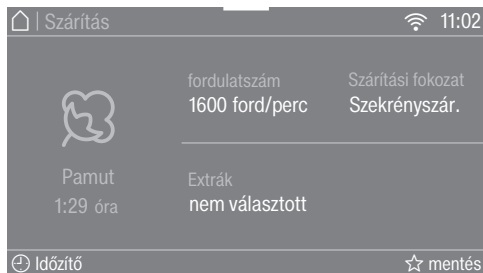 | Szárítás 11:02
fordulatszám Szárítási fokozat
1600 ford/perc Szekrényszár.
Pamut
1:29 óra
Extrák
nem választott
Időzítő mentés